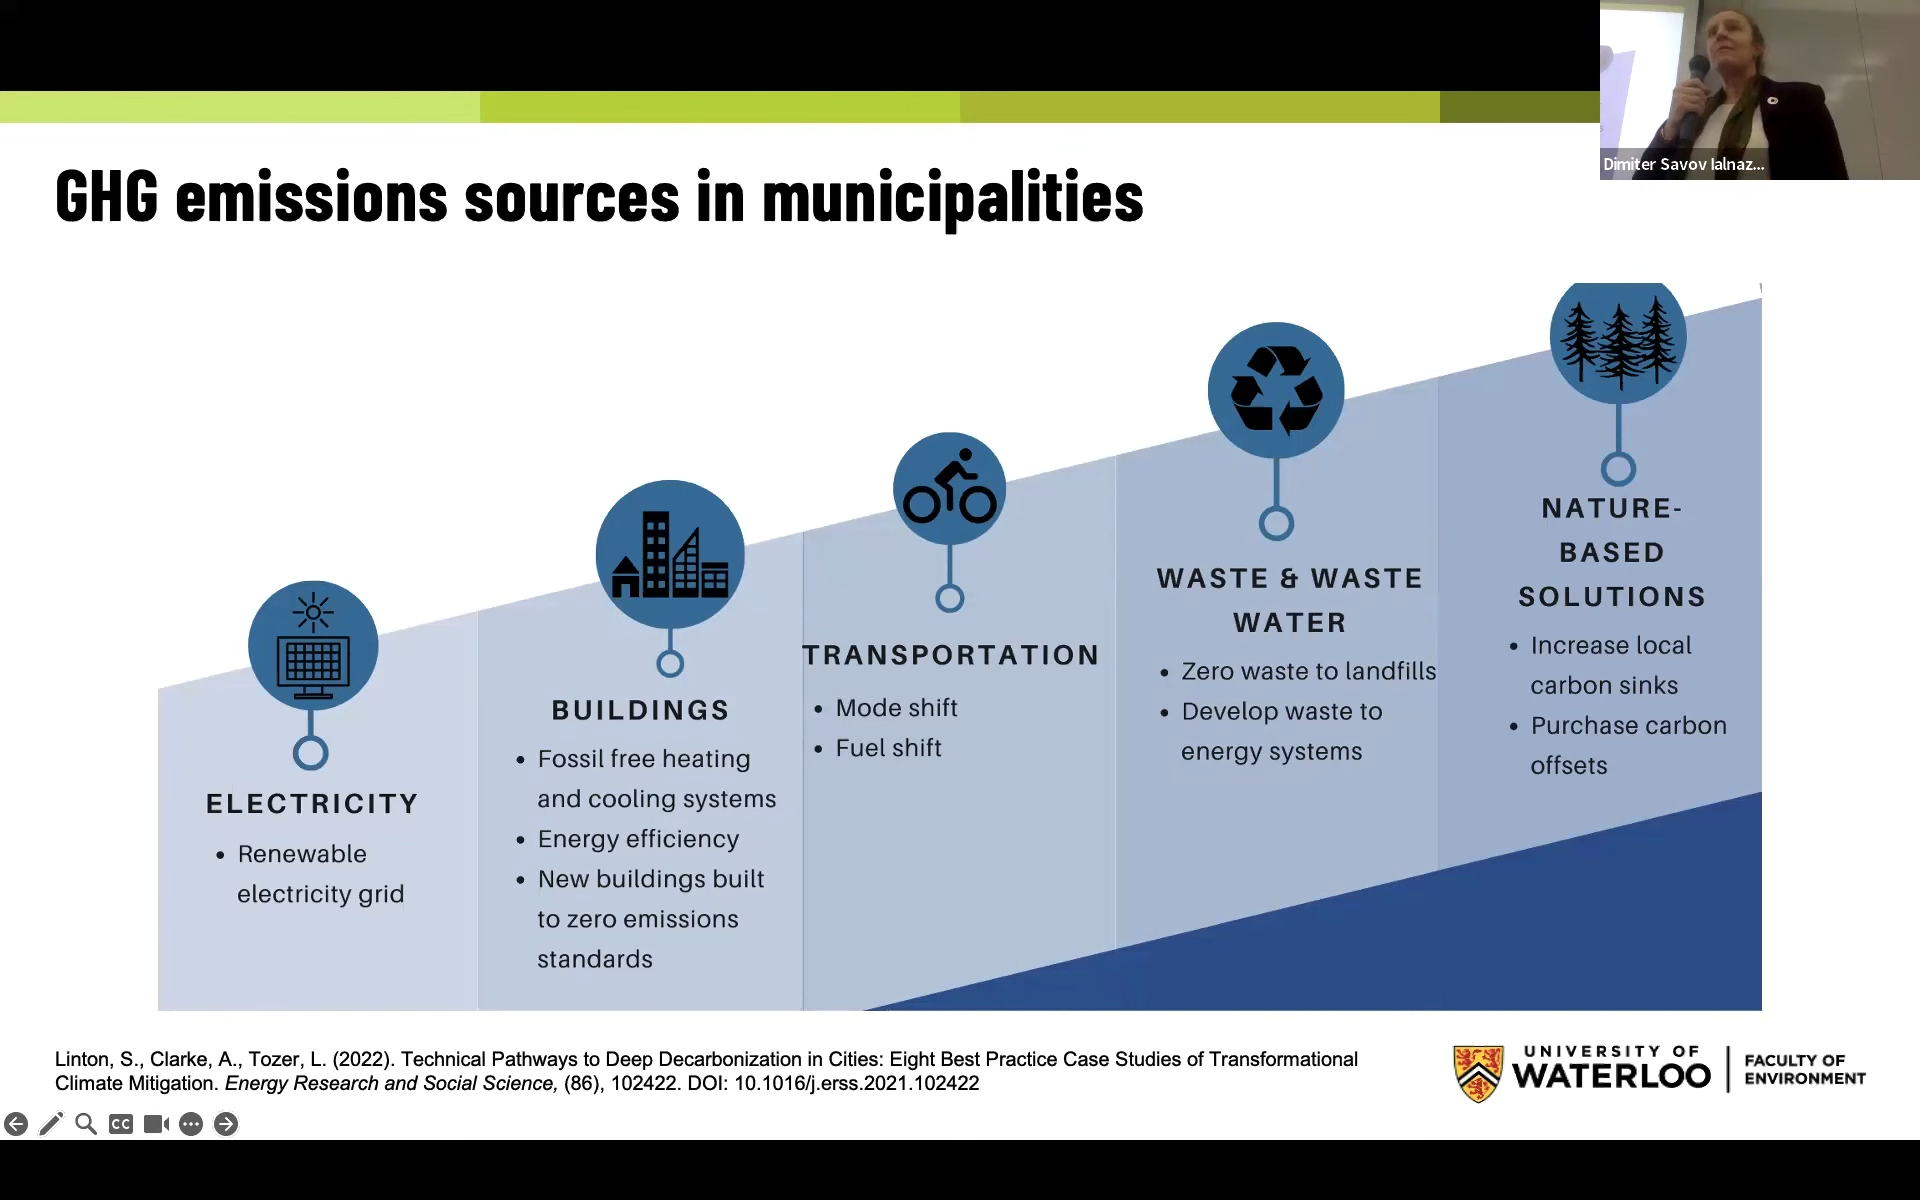 Dimiter Savov Ialnaz...
GHG emissions sources in municipalities
ELECTRICITY
• Renewable
electricity grid
BUILDINGS
• Fossil free heating
and cooling systems
• Energy efficiency
• New buildings built
to zero emissions
standards
TRANSPORTATION
• Mode shift
• Fuel shift
WASTE & WASTE
WATER
• Zero waste to landfills
• Develop waste to
energy systems
NATURE-
BASED
SOLUTIONS
• Increase local
carbon sinks
• Purchase carbon
offsets
Linton, S., Clarke, A., Tozer, L. (2022). Technical Pathways to Deep Decarbonization in Cities: Eight Best Practice Case Studies of Transformational
Climate Mitigation. Energy Research and Social Science, (86), 102422. DOI: 10.1016/j.erss.2021.102422
UNIVERSITY OF
WATERLOO
FACULTY OF
ENVIRONMENT
CC